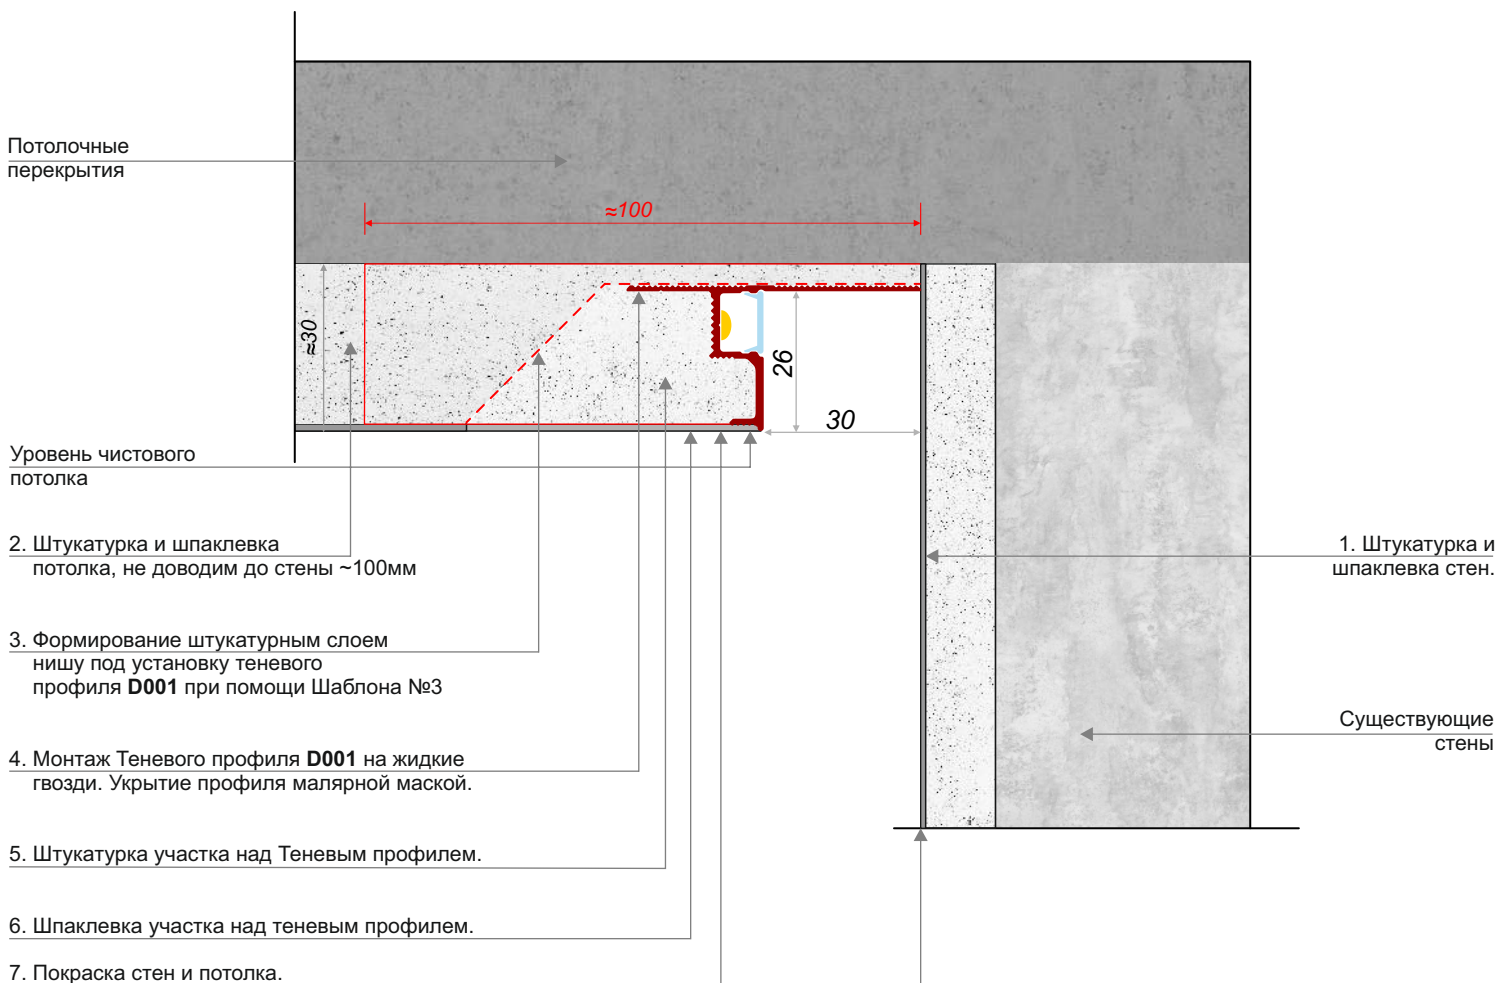 Потолочные
перекрытия
≈100
≈30
26
30
Уровень чистового
потолка
2. Штукатурка и шпаклевка
потолка, не доводим до стены ~100мм
1. Штукатурка и
шпаклевка стен.
3. Формирование штукатурным слоем
нишу под установку теневого
профиля D001 при помощи Шаблона №3
Существующие
стены
4. Монтаж Теневого профиля D001 на жидкие
гвозди. Укрытие профиля малярной маской.
5. Штукатурка участка над Теневым профилем.
6. Шпаклевка участка над теневым профилем.
7. Покраска стен и потолка.